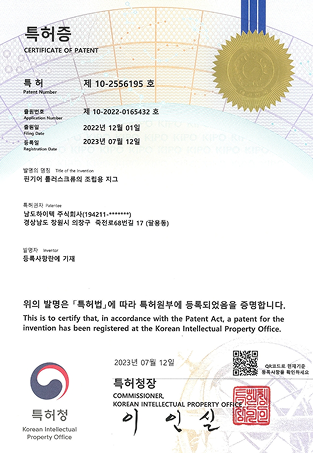 특허증
CERTIFICATE OF PATENT
특 허 제 10-2556195 호
Patent Number
출원번호 제 10-2022-0165432 호
Application Number
출원일 2022년 12월 01일
Filing Date
등록일 2023년 07월 12일
Registration Date
발명의 명칭 Title of the Invention
핀기어 플러스크류의 조립용 지그
특허권자 Patentee
남도하이텍 주식회사(194211-*******)
경상남도 창원시 의창구 죽전로68번길 17 (팔용동)
발명자 Inventor
등록사항란에 기재
위의 발명은 「특허법」에 따라 특허원부에 등록되었음을 증명합니다.
This is to certify that, in accordance with the Patent Act, a patent for the
invention has been registered at the Korean Intellectual Property Office.
2023년 07월 12일
QR코드로 현재기준
등록사항을 확인하세요
특허청장
COMMISSIONER,
KOREAN INTELLECTUAL PROPERTY OFFICE
이 인 실
특허청
Korean Intellectual
Property Office